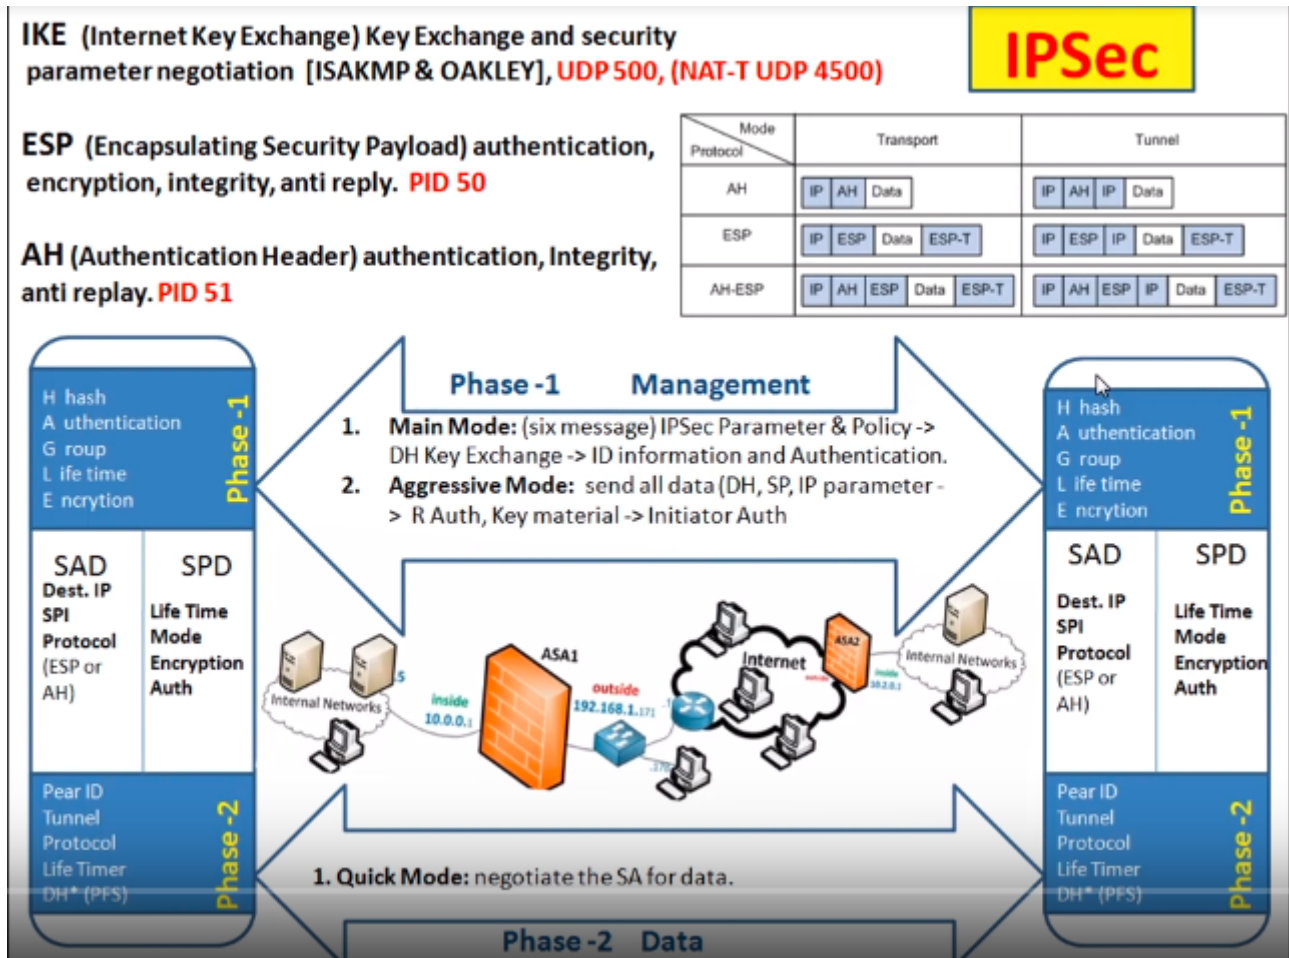 IKE (Internet Key Exchange) Key Exchange and security
parameter negotiation [ISAKMP & OAKLEY], UDP 500, (NAT-T UDP 4500)
IPSec
ESP (Encapsulating Security Payload) authentication,
encryption, integrity, anti reply. PID 50
AH (Authentication Header) authentication, Integrity,
anti replay. PID 51
Mode
Protocol
Transport
Tunnel
AH
IP AH Data
IP AH IP Data
ESP
IP ESP Data ESP-T
IP ESP IP Data ESP-T
AH-ESP
IP AH ESP Data ESP-T
IP AH ESP IP Data ESP-T
H hash
A uthentication
G roup
L ife time
E ncrytion
Phase -1
SAD
Dest. IP
SPI
Protocol
(ESP or
AH)
SPD
Life Time
Mode
Encryption
Auth
Pear ID
Tunnel
Protocol
Life Timer
DH* (PFS)
Phase -2
Phase -1 Management
1. Main Mode: (six message) IPSec Parameter & Policy ->
DH Key Exchange -> ID information and Authentication.
2. Aggressive Mode: send all data (DH, SP, IP parameter -
> R Auth, Key material -> Initiator Auth
Internal Networks
.5
inside
10.0.0.1
ASA1
outside
192.168.1.171
.1
Internet
outside
ASA2
inside
10.2.0.1
Internal Networks
1. Quick Mode: negotiate the SA for data.
Phase -2 Data
H hash
A uthentication
G roup
L ife time
E ncrytion
Phase -1
SAD
Dest. IP
SPI
Protocol
(ESP or
AH)
SPD
Life Time
Mode
Encryption
Auth
Pear ID
Tunnel
Protocol
Life Timer
DH* (PFS)
Phase -2